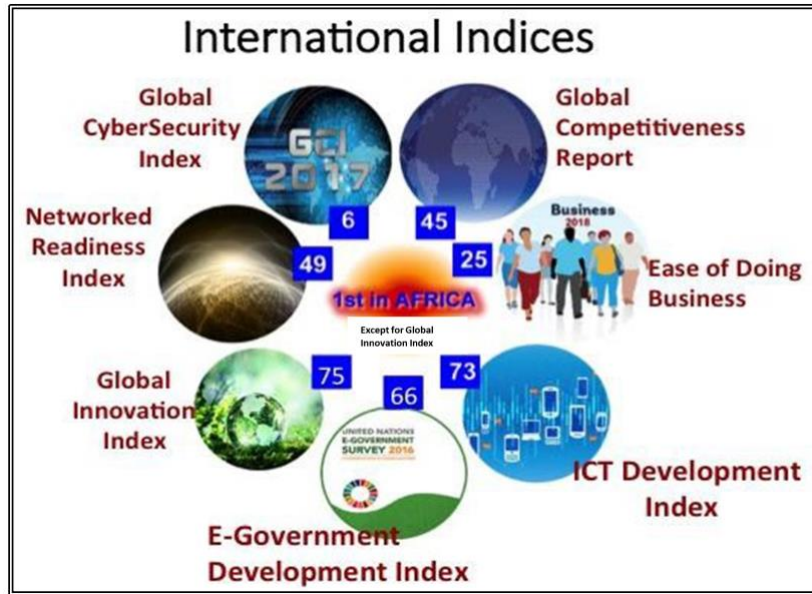 International Indices
Global
CyberSecurity
Index
GCI
2017
6
45
Global
Competitiveness
Report
Networked
Readiness
Index
49
25
Business
2018
Ease of Doing
Business
1st in AFRICA
Except for Global
Innovation Index
Global
Innovation
Index
75
66
73
UNITED NATIONS
E-GOVERNMENT
SURVEY 2016
ICT Development
Index
E-Government
Development Index